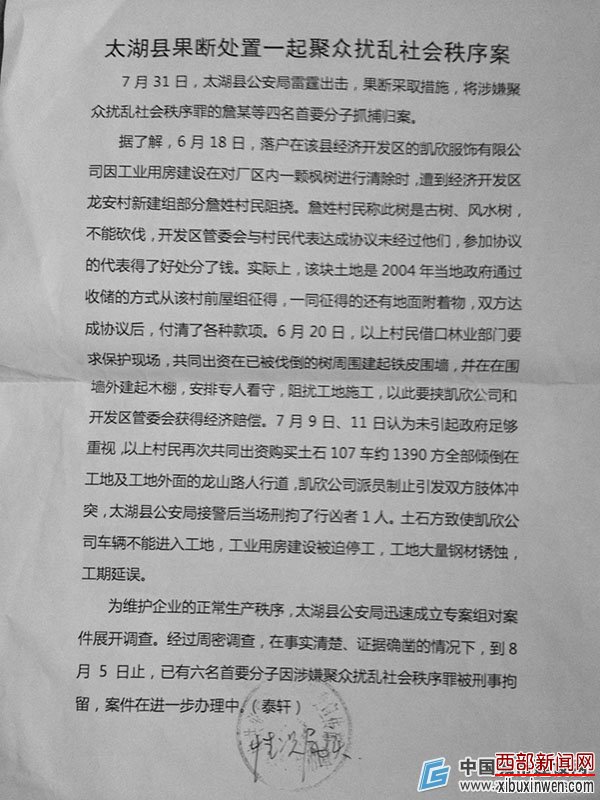 太湖县果断处置一起聚众扰乱社会秩序案
7月31日，太湖县公安局雷霆出击，果断采取措施，将涉嫌聚
众扰乱社会秩序罪的詹某等四名首要分子抓捕归案。
据了解，6月18日，落户在该县经济开发区的凯欣服饰有限公
司因工业用房建设在对厂区内一颗枫树进行清除时，遭到经济开发区
龙安村新建组部分詹姓村民阻挠。詹姓村民称此树是古树、风水树，
不能砍伐，开发区管委会与村民代表达成协议未经过他们，参加协议
的代表得了好处分了钱。实际上，该块土地是2004年当地政府通过
收储的方式从该村前屋组征得，一同征得的还有地面附着物，双方达
成协议后，付清了各种款项。6月20日，以上村民借口林业部门要
求保护现场，共同出资在已被伐倒的树周围建起铁皮围墙，并在在围
墙外建起木棚，安排专人看守，阻扰工地施工，以此要挟凯欣公司和
开发区管委会获得经济赔偿。7月9日、11日认为未引起政府足够
重视，以上村民再次共同出资购买土石107车约1390方全部倾倒在
工地及工地外面的龙山路人行道，凯欣公司派员制止引发双方肢体冲
突，太湖县公安局接警后当场刑拘了行凶者1人。土石方致使凯欣公
司车辆不能进入工地，工业用房建设被迫停工，工地大量钢材锈蚀，
工期延误。
为维护企业的正常生产秩序，太湖县公安局迅速成立专案组对案
件展开调查。经过周密调查，在事实清楚、证据确凿的情况下，到8
月5日止，已有六名首要分子因涉嫌聚众扰乱社会秩序罪被刑事拘
留，案件在进一步办理中。（泰轩）
情况属实
西部新闻网
www.xibuxinwen.com